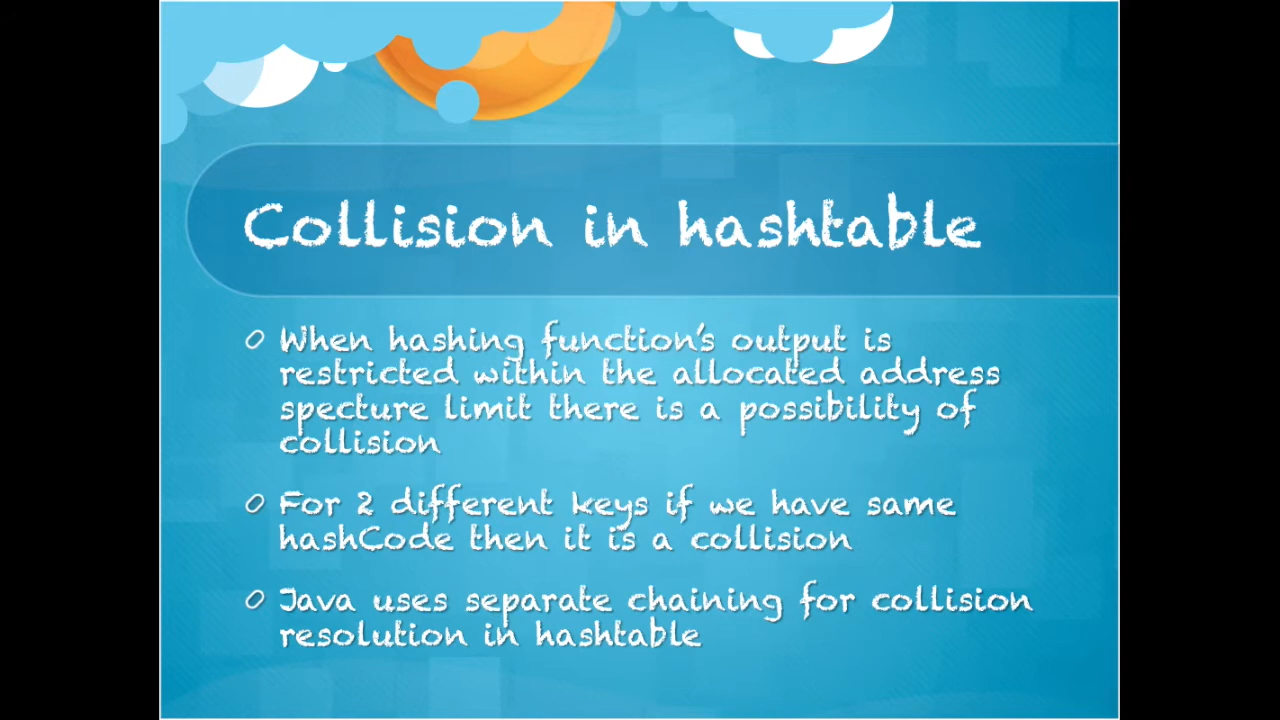 Collision in hashtable
When hashing function's output is
restricted within the allocated address
specture limit there is a possibility of
collision
For 2 different keys if we have same
hashCode then it is a collision
Java uses separate chaining for collision
resolution in hashtable